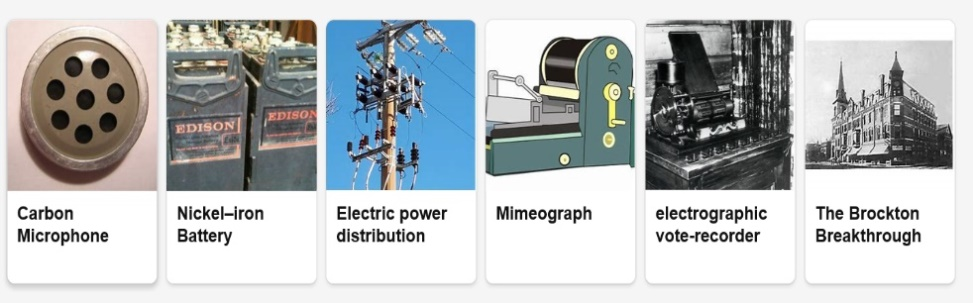 EDISON
EDISON
Carbon
Microphone
Nickel–iron
Battery
Electric power
distribution
Mimeograph
electrographic
vote-recorder
The Brockton
Breakthrough